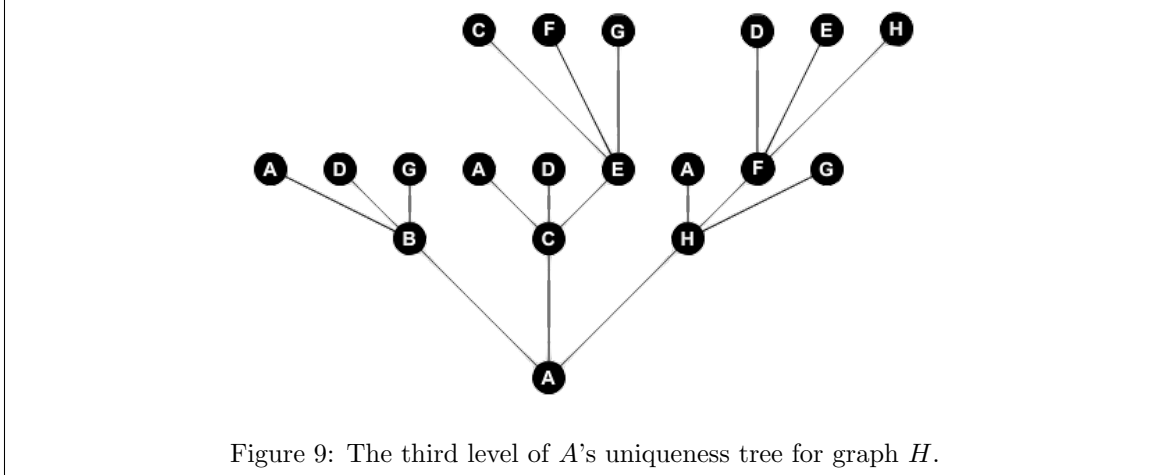 C F G D E H
A D G A D E A F G
B C H
A
Figure 9: The third level of A's uniqueness tree for graph H.